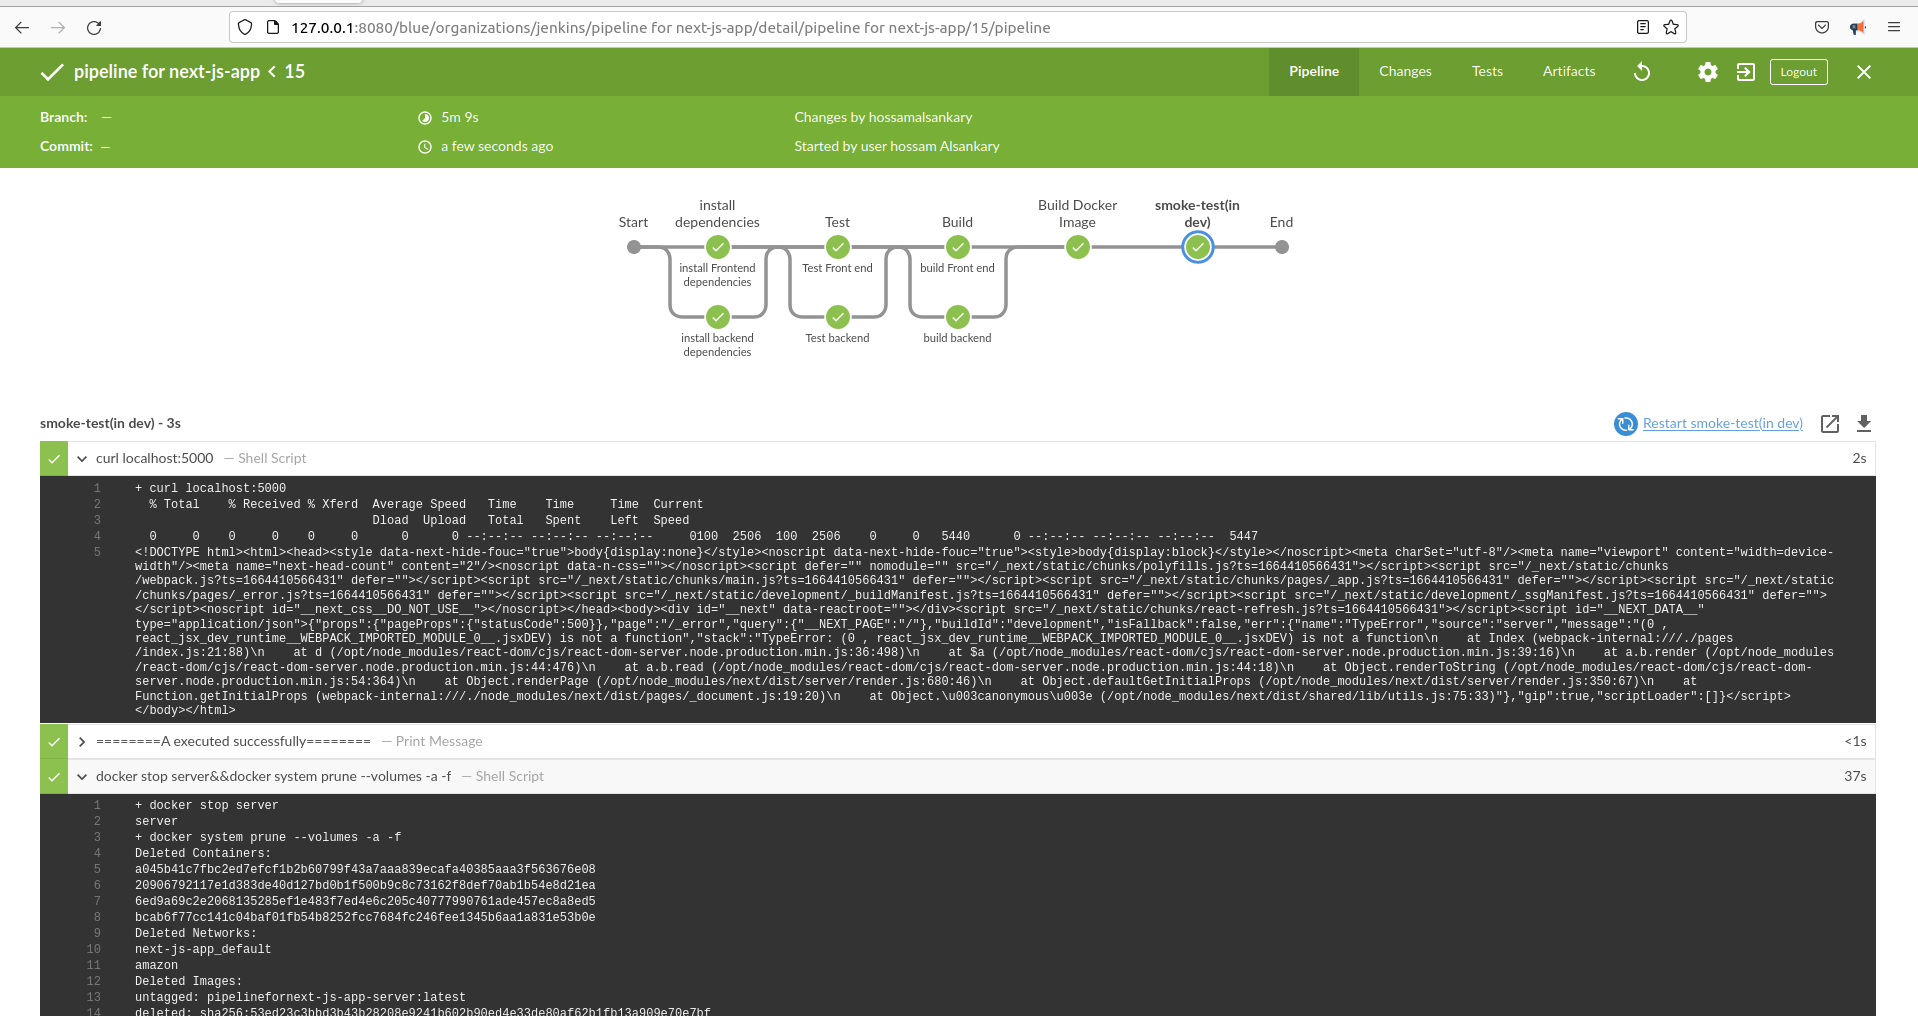 127.0.0.1:8080/blue/organizations/jenkins/pipeline for next-js-app/detail/pipeline for next-js-app/15/pipeline
pipeline for next-js-app < 15
Pipeline
Changes
Tests
Artifacts
Logout
Branch: —
5m 9s
Changes by hossamalsankary
Commit: —
a few seconds ago
Started by user hossam Alsankary
Start
install
dependencies
Test
Build
Build Docker
Image
smoke-test(in
dev)
End
install Frontend
dependencies
Test Front end
build Front end
install backend
dependencies
Test backend
build backend
smoke-test(in dev) - 3s
Restart smoke-test(in dev)
curl localhost:5000 — Shell Script
2s
1 + curl localhost:5000
2 % Total % Received % Xferd Average Speed Time Time Time Current
3 Dload Upload Total Spent Left Speed
4 0 0 0 0 0 0 0 0 --:--:-- --:--:-- --:--:-- 0100 2506 100 2506 0 0 5440 0 --:--:-- --:--:-- --:--:-- 5447
5 <!DOCTYPE html><html><head><style data-next-hide-fouc="true">body{display:none}</style><noscript data-next-hide-fouc="true"><style>body{display:block}</style></noscript><meta charSet="utf-8"/><meta name="viewport" content="width=device-
width"/><meta name="next-head-count" content="2"/><noscript data-n-css=""></noscript><script defer="" nomodule="" src="/_next/static/chunks/polyfills.js?ts=1664410566431"></script><script src="/_next/static/chunks
/webpack.js?ts=1664410566431" defer=""></script><script src="/_next/static/chunks/main.js?ts=1664410566431" defer=""></script><script src="/_next/static/chunks/pages/_app.js?ts=1664410566431" defer=""></script><script src="/_next/static
/chunks/pages/_error.js?ts=1664410566431" defer=""></script><script src="/_next/static/development/_buildManifest.js?ts=1664410566431" defer=""></script><script src="/_next/static/development/_ssgManifest.js?ts=1664410566431" defer="">
</script><noscript id="__next_css__DO_NOT_USE__"></noscript></head><body><div id="__next" data-reactroot=""></div><script src="/_next/static/chunks/react-refresh.js?ts=1664410566431"></script><script id="__NEXT_DATA__"
type="application/json">{"props":{"pageProps":{"statusCode":500}},"page":"/_error","query":{"__NEXT_PAGE":"/"},"buildId":"development","isFallback":false,"err":{"name":"TypeError","source":"server","message":"(0 ,
react_jsx_dev_runtime__WEBPACK_IMPORTED_MODULE_0__.jsxDEV) is not a function","stack":"TypeError: (0 , react_jsx_dev_runtime__WEBPACK_IMPORTED_MODULE_0__.jsxDEV) is not a function\n at Index (webpack-internal:///./pages
/index.js:21:88)\n at d (/opt/node_modules/react-dom/cjs/react-dom-server.node.production.min.js:36:498)\n at $a (/opt/node_modules/react-dom/cjs/react-dom-server.node.production.min.js:39:16)\n at a.b.render (/opt/node_modules
/react-dom/cjs/react-dom-server.node.production.min.js:44:476)\n at a.b.read (/opt/node_modules/react-dom/cjs/react-dom-server.node.production.min.js:44:18)\n at Object.renderToString (/opt/node_modules/react-dom/cjs/react-dom-
server.node.production.min.js:54:364)\n at Object.renderPage (/opt/node_modules/next/dist/server/render.js:680:46)\n at Object.defaultGetInitialProps (/opt/node_modules/next/dist/server/render.js:350:67)\n at
Function.getInitialProps (webpack-internal:///./node_modules/next/dist/pages/_document.js:19:20)\n at Object.\u003canonymous\u003e (/opt/node_modules/next/dist/shared/lib/utils.js:75:33)"},"gip":true,"scriptLoader":[]}</script>
</body></html>
========A executed successfully======== — Print Message
<1s
docker stop server&&docker system prune --volumes -a -f — Shell Script
37s
1 + docker stop server
2 server
3 + docker system prune --volumes -a -f
4 Deleted Containers:
5 a045b41c7fbc2ed7efcf1b2b60799f43a7aaa839ecafa40385aaa3f563676e08
6 20906792117e1d383de40d127bd0b1f500b9c8c73162f8def70ab1b54e8d21ea
7 6ed9a69c2e2068135285ef1e483f7ed4e6c205c40777990761ade457ec8a8ed5
8 bcab6f77cc141c04baf01fb54b8252fcc7684fc246fee1345b6aa1a831e53b0e
9 Deleted Networks:
10 next-js-app_default
11 amazon
12 Deleted Images:
13 untagged: pipelinefornext-js-app-server:latest
14 deleted: sha256:53ed23c3bbd3b43b28208e9241b602b90ed4e33de80af62b1fb13a909e70e7bf